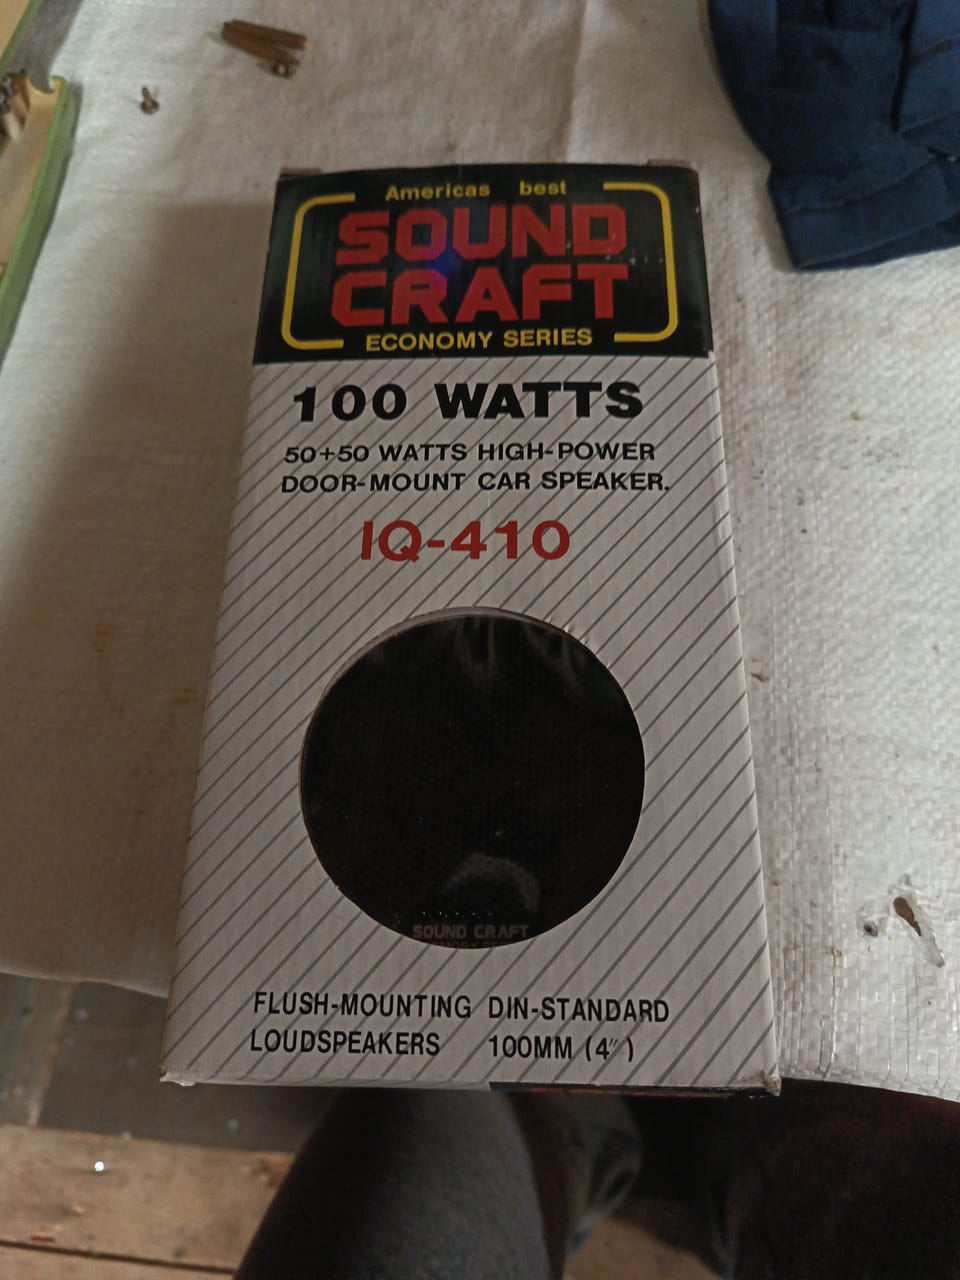 Americas best
SOUND
CRAFT
ECONOMY SERIES
100 WATTS
50+50 WATTS HIGH-POWER
DOOR-MOUNT CAR SPEAKER.
IQ-410
SOUND CRAFT
FLUSH-MOUNTING DIN-STANDARD
LOUDSPEAKERS 100MM (4")